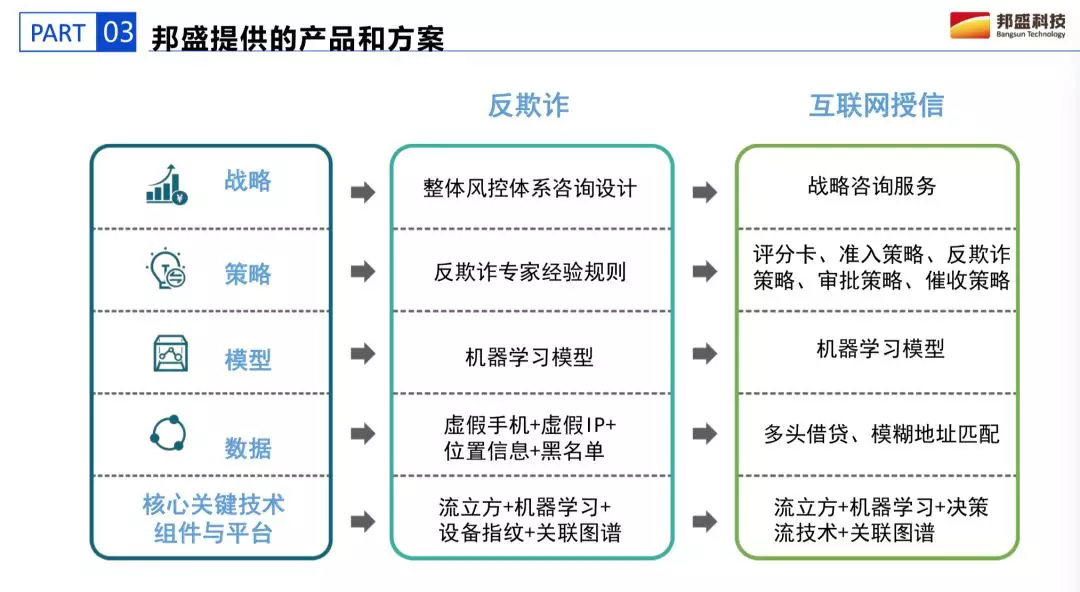 PART 03 邦盛提供的产品和方案
邦盛科技
Bangsun Technology
反欺诈
互联网授信
战略
整体风控体系咨询设计
战略咨询服务
策略
反欺诈专家经验规则
评分卡、准入策略、反欺诈
策略、审批策略、催收策略
模型
机器学习模型
机器学习模型
数据
虚假手机+虚假IP+
位置信息+黑名单
多头借贷、模糊地址匹配
核心关键技术
组件与平台
流立方+机器学习+
设备指纹+关联图谱
流立方+机器学习+决策
流技术+关联图谱